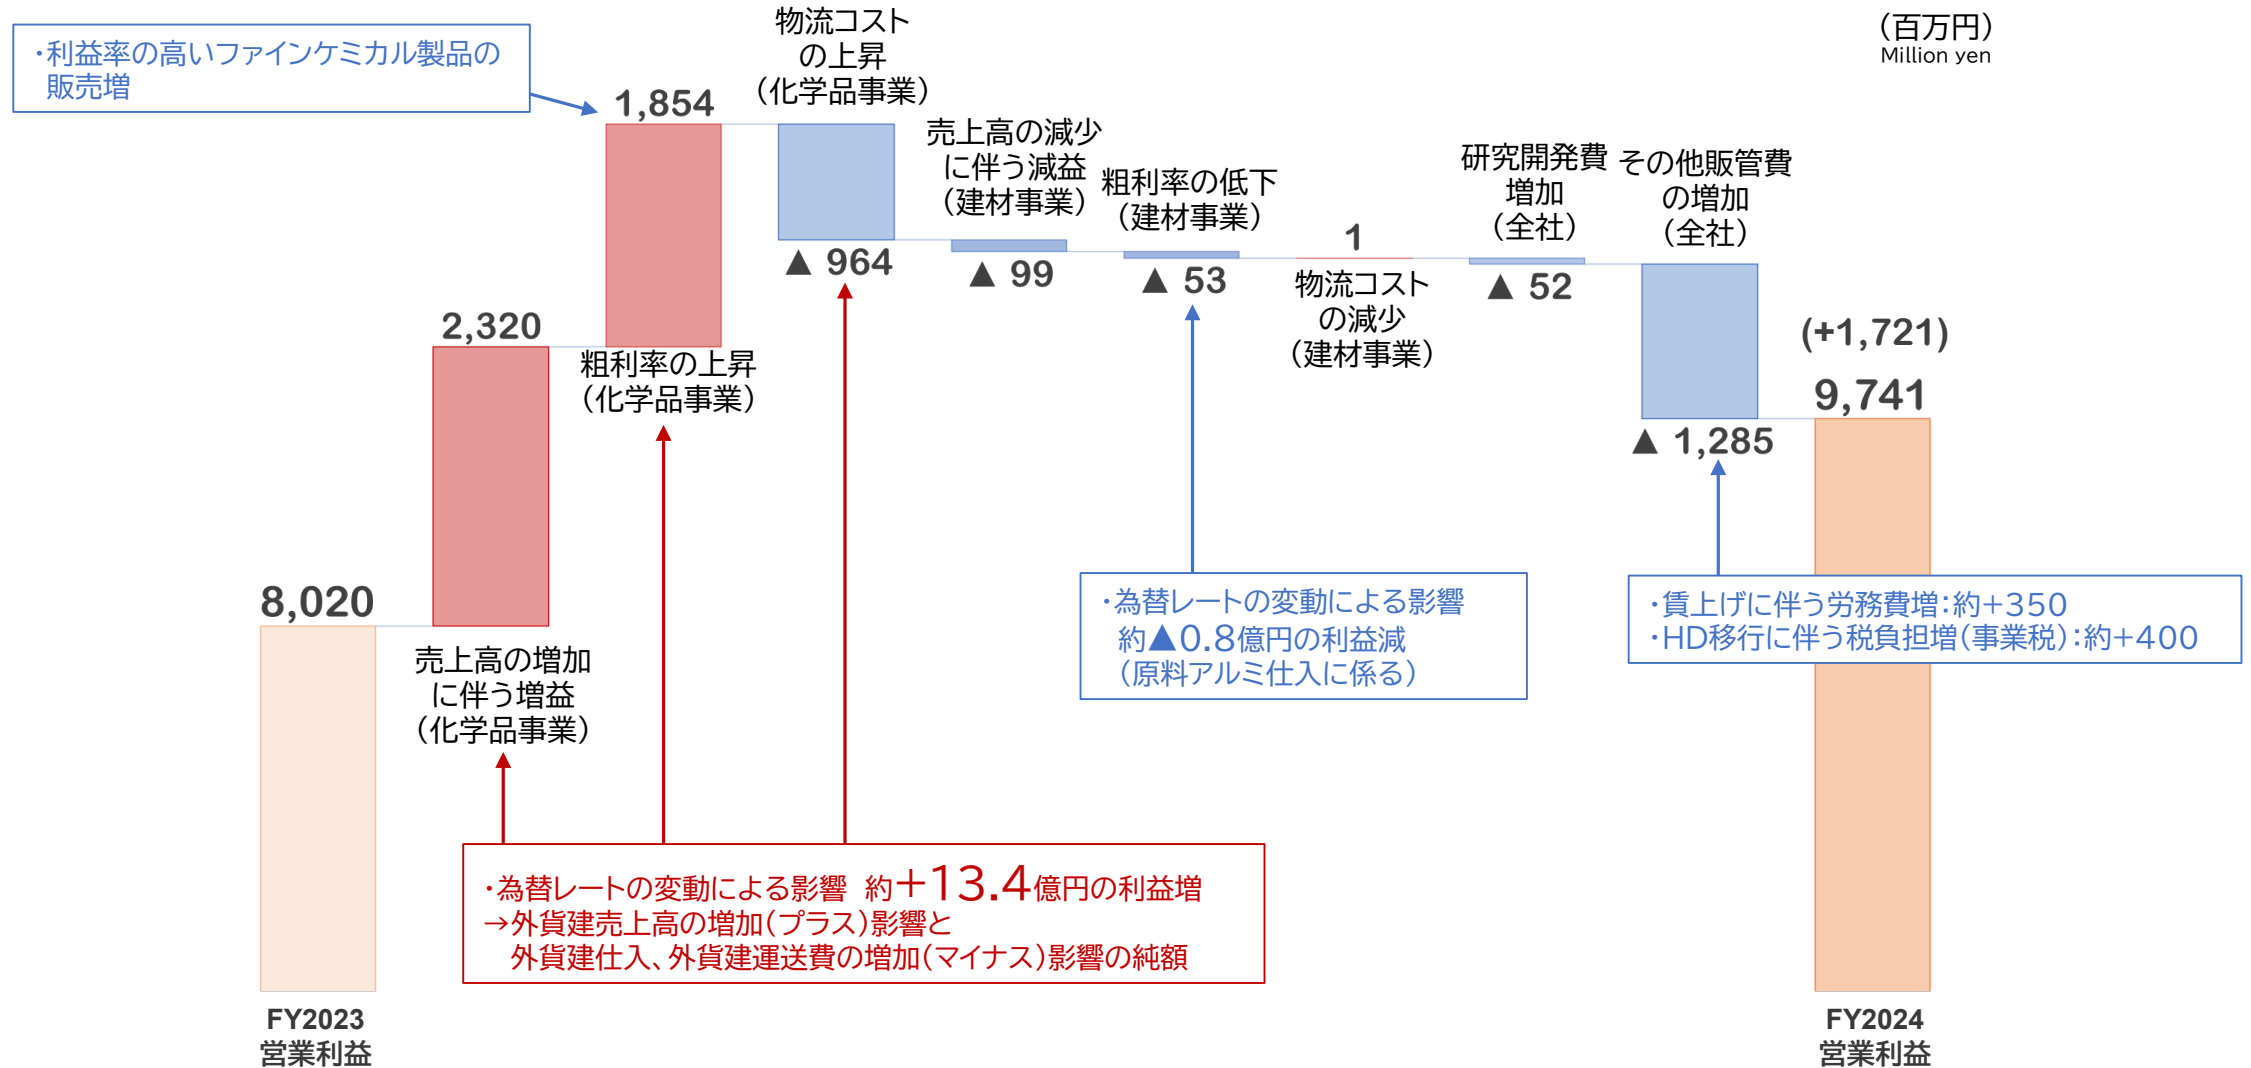 （百万円）
Million yen
・利益率の高いファインケミカル製品の
販売増
8,020
FY2023
営業利益
2,320
売上高の増加
に伴う増益
（化学品事業）
1,854
粗利率の上昇
（化学品事業）
物流コスト
の上昇
（化学品事業）
▲ 964
売上高の減少
に伴う減益
（建材事業）
▲ 99
粗利率の低下
（建材事業）
▲ 53
1
物流コスト
の減少
（建材事業）
研究開発費
増加
（全社）
▲ 52
その他販管費
の増加
（全社）
▲ 1,285
(+1,721)
9,741
FY2024
営業利益
・為替レートの変動による影響
約▲0.8億円の利益減
（原料アルミ仕入に係る）
・賃上げに伴う労務費増：約＋350
・HD移行に伴う税負担増（事業税）：約＋400
・為替レートの変動による影響 約＋13.4億円の利益増
→外貨建売上高の増加（プラス）影響と
外貨建仕入、外貨建運送費の増加（マイナス）影響の純額